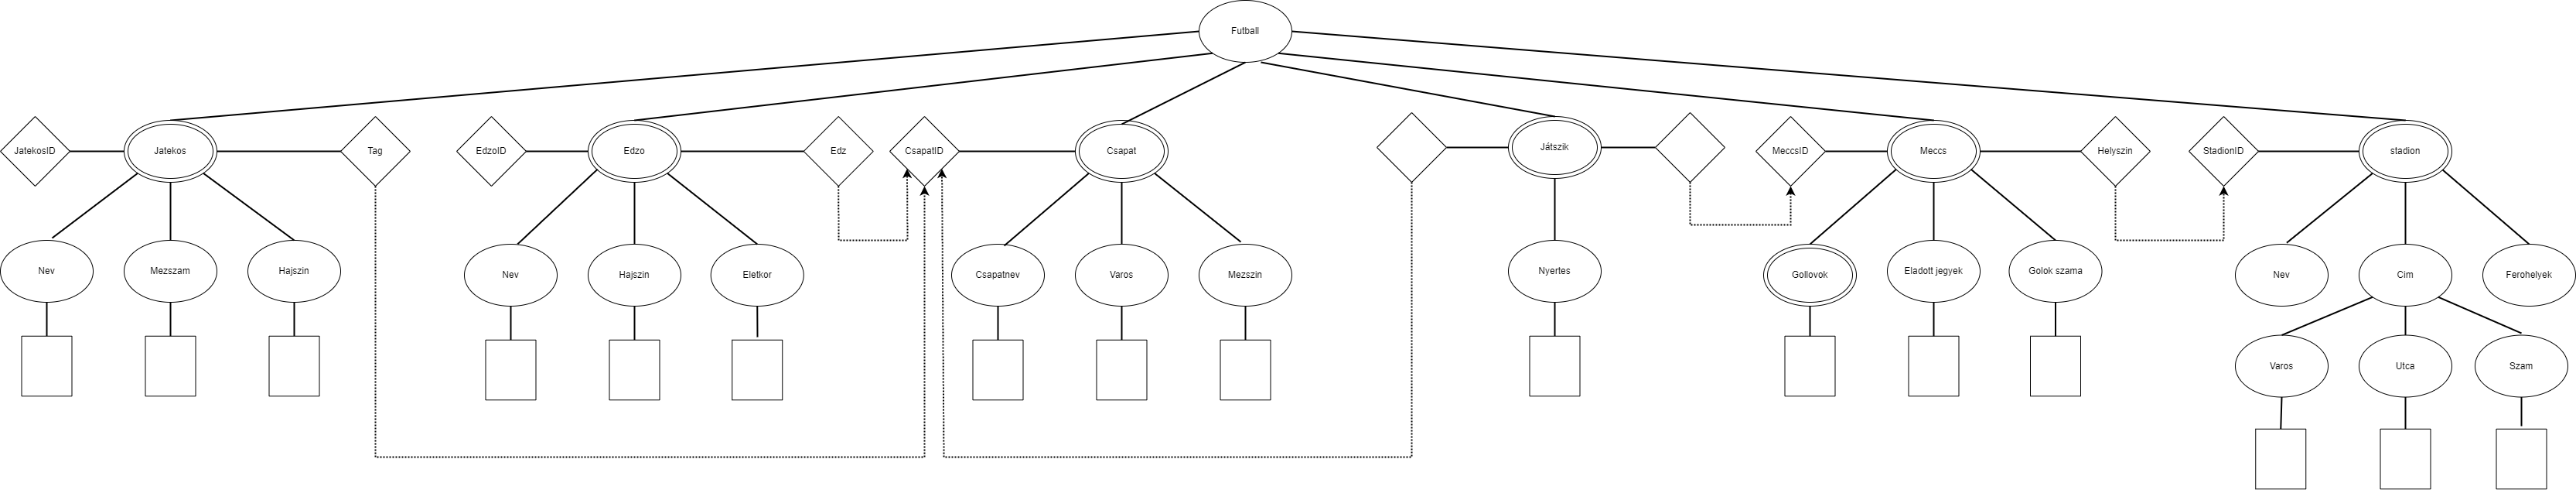 Futball
JatekosID
Jatekos
Tag
EdzoID
Edzo
Edz
CsapatID
Csapat
Játszik
MeccsID
Meccs
Helyszin
StadionID
stadion
Nev
Mezszam
Hajszin
Nev
Hajszin
Eletkor
Csapatnev
Varos
Mezszin
Nyertes
Gollovok
Eladott jegyek
Golok szama
Nev
Cim
Ferohelyek
Varos
Utca
Szam